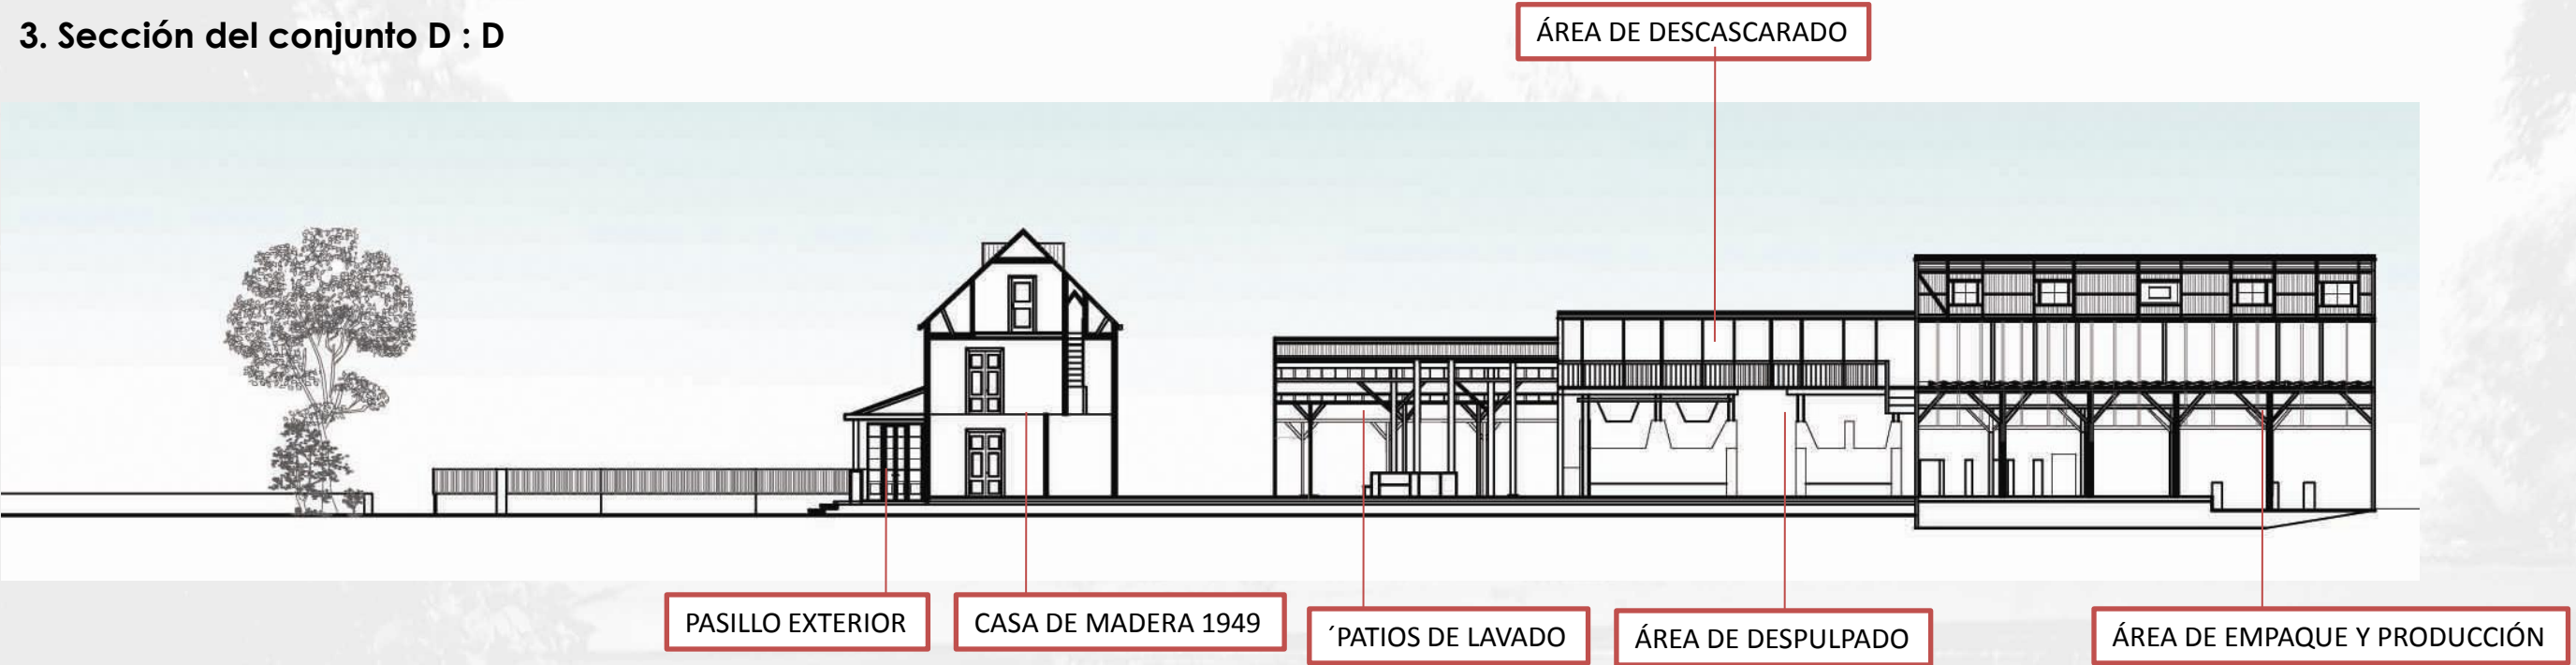 3. Sección del conjunto D : D
ÁREA DE DESCASCARADO
PASILLO EXTERIOR
CASA DE MADERA 1949
´PATIOS DE LAVADO
ÁREA DE DESPULPADO
ÁREA DE EMPAQUE Y PRODUCCIÓN